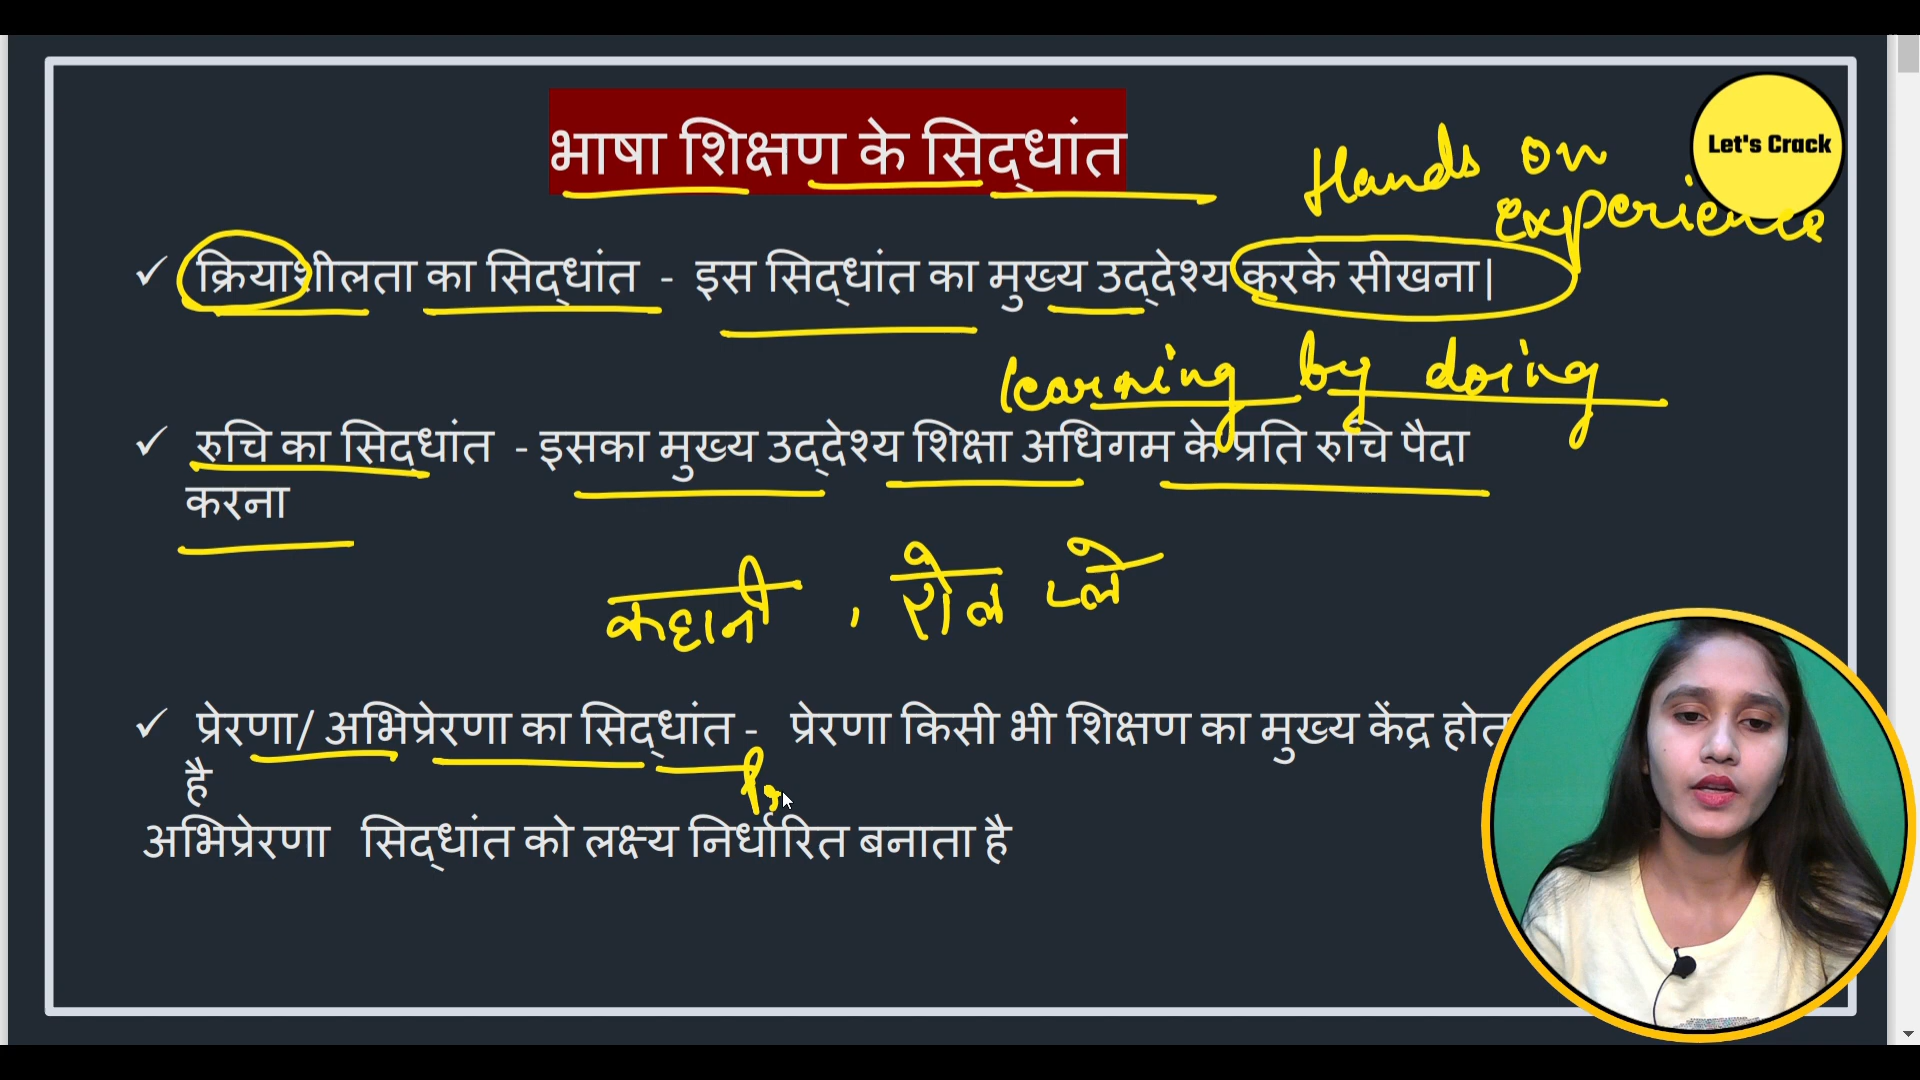 भाषा शिक्षण के सिद्धांत
Let's Crack
Hands on
experience
क्रियाशीलता का सिद्धांत - इस सिद्धांत का मुख्य उद्देश्य करके सीखना|
learning by doing
रुचि का सिद्धांत - इसका मुख्य उद्देश्य शिक्षा अधिगम के प्रति रुचि पैदा
करना
कहानी , रोल प्ले
प्रेरणा/ अभिप्रेरणा का सिद्धांत - प्रेरणा किसी भी शिक्षण का मुख्य केंद्र
है
अभिप्रेरणा सिद्धांत को लक्ष्य निर्धारित बनाता है